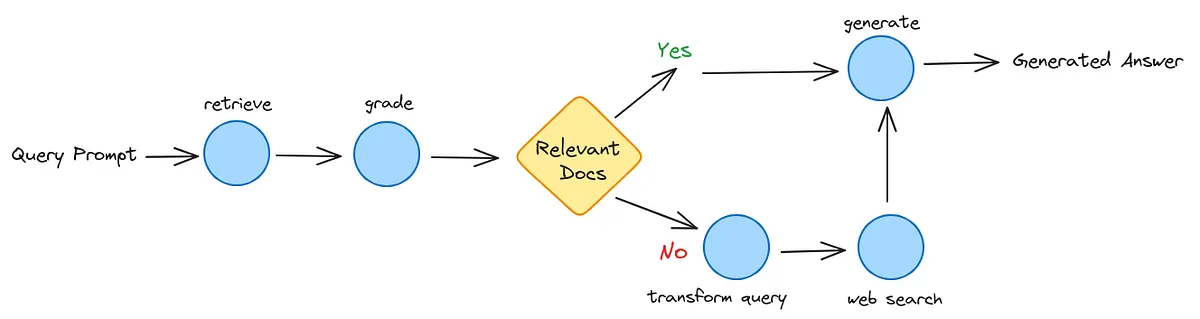 Query Prompt
retrieve
grade
Relevant
Docs
Yes
generate
Generated Answer
No
transform query
web search